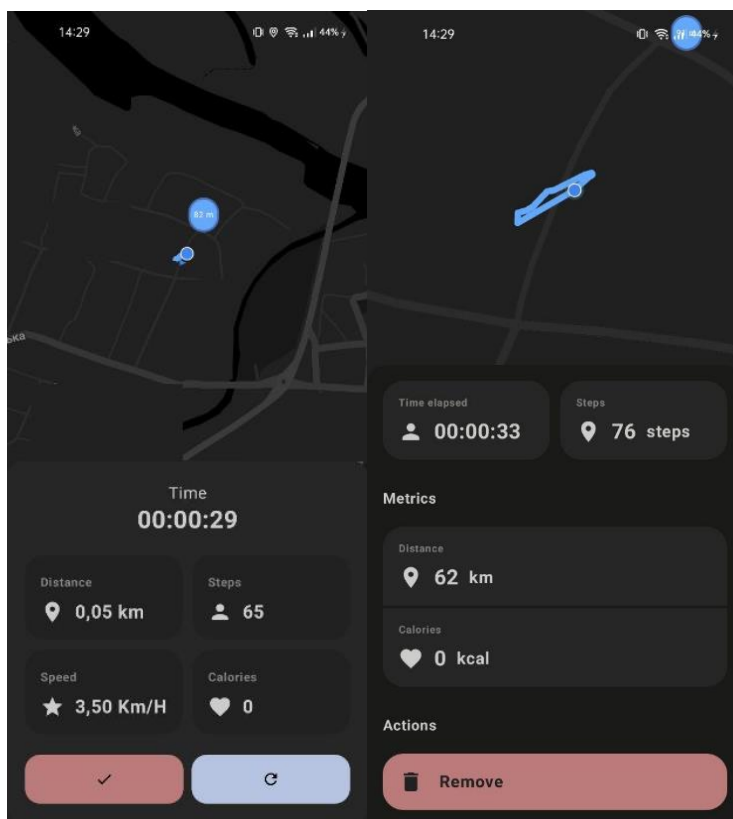 14:29
44%
82 m
ька
Time
00:00:29
Distance
0,05 km
Steps
65
Speed
3,50 Km/H
Calories
0
14:29
44%
Time elapsed
00:00:33
Steps
76 steps
Metrics
Distance
62 km
Calories
0 kcal
Actions
Remove